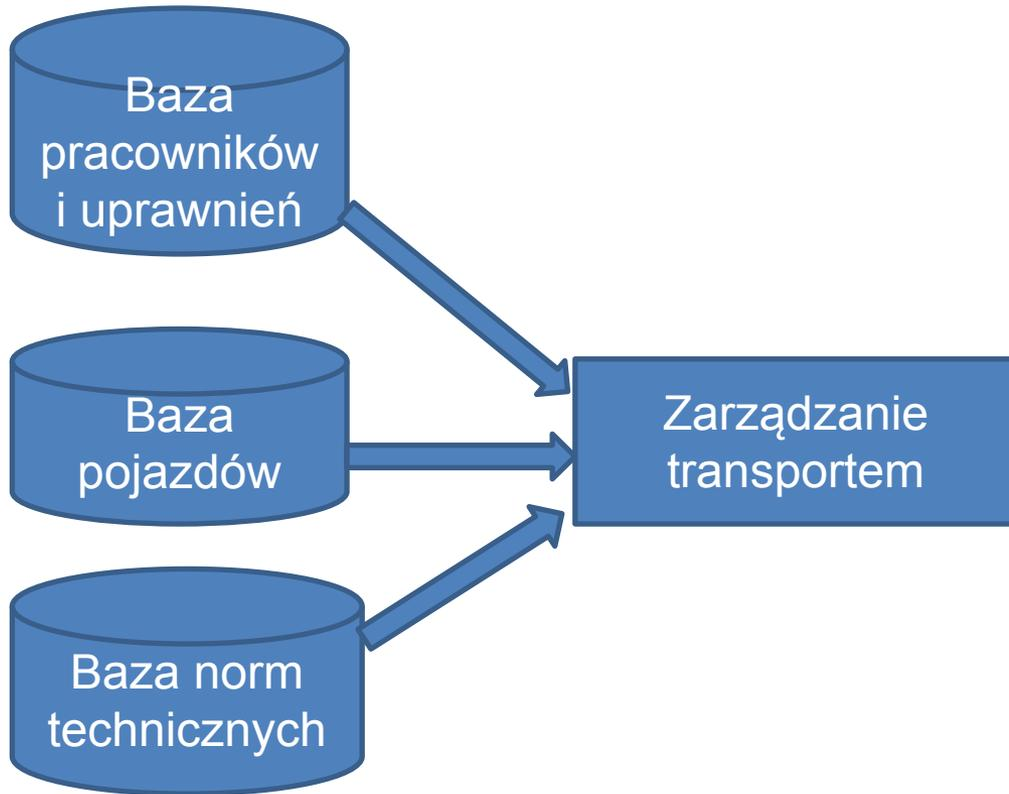 Baza
pracowników
i uprawnień
Baza
pojazdów
Zarządzanie
transportem
Baza norm
technicznych